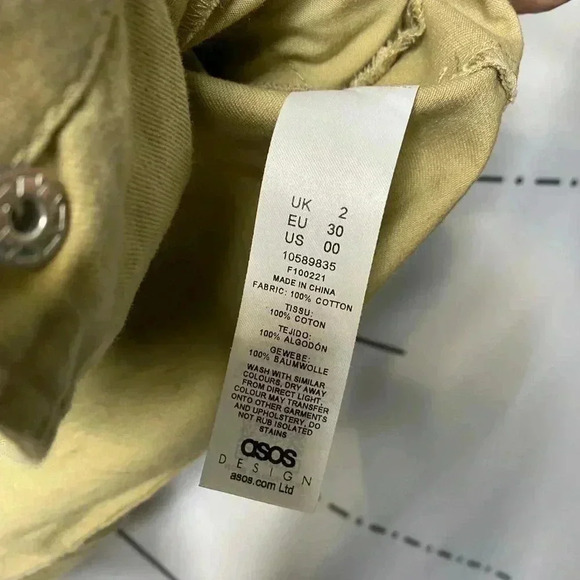 UK 2
EU 30
US 00
10589835
F100221
MADE IN CHINA
FABRIC: 100% COTTON
TISSU:
100% COTON
TEJIDO:
100% ALGODÓN
GEWEBE:
100% BAUMWOLLE
WASH WITH SIMILAR
COLOURS, DRY AWAY
FROM DIRECT LIGHT.
COLOUR MAY TRANSFER
ONTO OTHER GARMENTS
AND UPHOLSTERY, DO
NOT RUB ISOLATED
STAINS
asos
DESIGN
asos.com Ltd